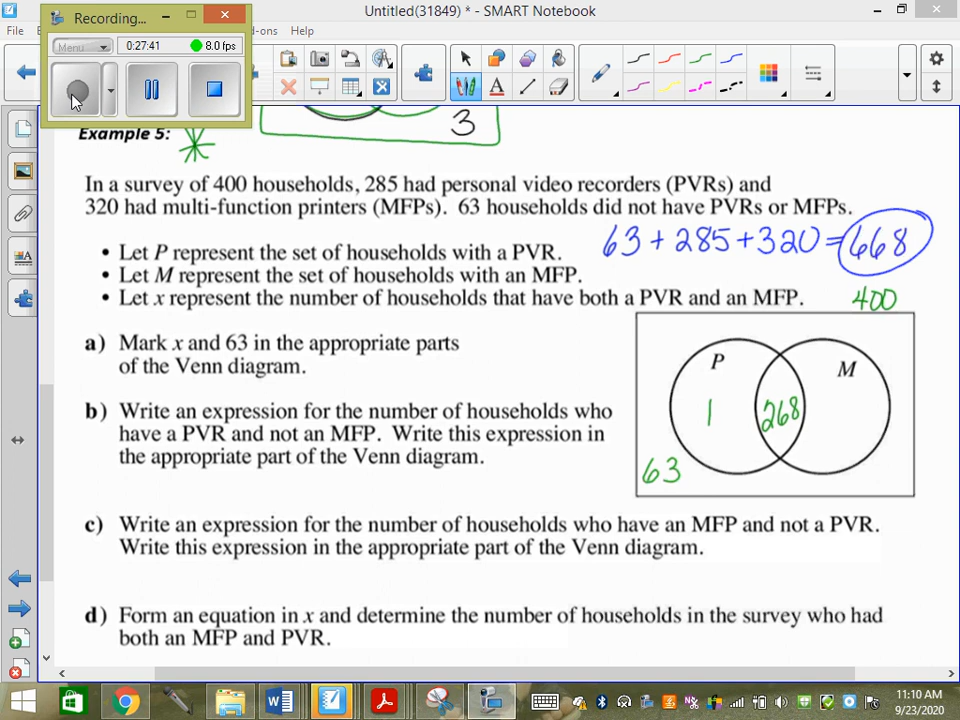 Untitled(31849) * - SMART Notebook
Recording...
File
d-ons
Help
Menu
0:27:41
8.0 fps
3
Example 5:
In a survey of 400 households, 285 had personal video recorders (PVRs) and
320 had multi-function printers (MFPs). 63 households did not have PVRs or MFPs.
63 + 285 + 320 = 668
• Let P represent the set of households with a PVR.
• Let M represent the set of households with an MFP.
• Let x represent the number of households that have both a PVR and an MFP.
400
a) Mark x and 63 in the appropriate parts
of the Venn diagram.
P
M
1
268
63
b) Write an expression for the number of households who
have a PVR and not an MFP. Write this expression in
the appropriate part of the Venn diagram.
c) Write an expression for the number of households who have an MFP and not a PVR.
Write this expression in the appropriate part of the Venn diagram.
d) Form an equation in x and determine the number of households in the survey who had
both an MFP and PVR.
11:10 AM
9/23/2020